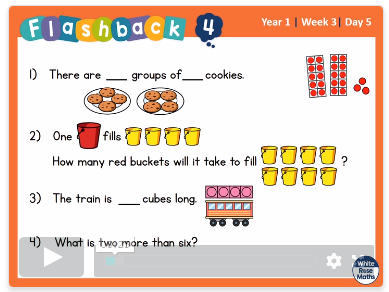 Flashback 4
Year 1 | Week 3 | Day 5
1) There are ___ groups of ___ cookies.
2) One fills
How many red buckets will it take to fill ?
3) The train is ___ cubes long.
4) What is two more than six?
White
Rose
Maths